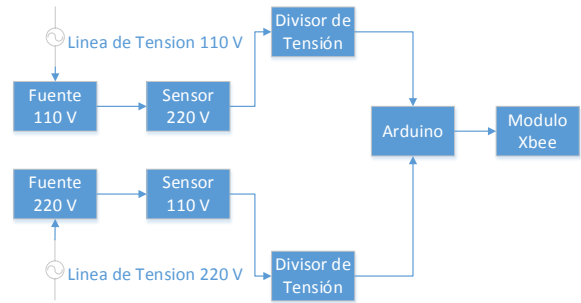 Linea de Tension 110 V
Fuente
110 V
Sensor
220 V
Divisor de
Tensión
Arduino
Modulo
Xbee
Fuente
220 V
Sensor
110 V
Divisor de
Tensión
Linea de Tension 220 V